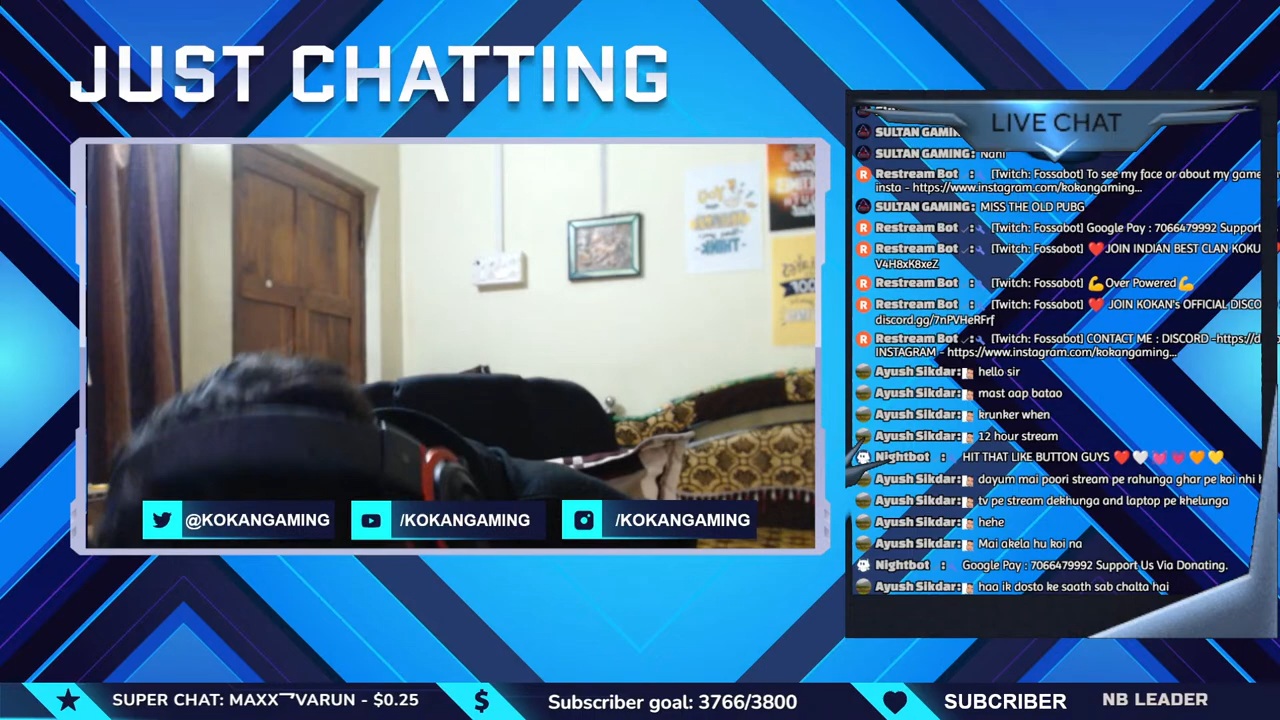 JUST CHATTING
LIVE CHAT
SULTAN GAMIN
SULTAN GAMING: Nahi
Restream Bot : [Twitch: Fossabot] To see my face or about my game
insta - https://www.instagram.com/kokangaming...
SULTAN GAMING: MISS THE OLD PUBG
Restream Bot : [Twitch: Fossabot] Google Pay : 7066479992 Support
Restream Bot : [Twitch: Fossabot] ❤️JOIN INDIAN BEST CLAN KOKU
V4H8xK8xeZ
Restream Bot : [Twitch: Fossabot] 💪Over Powered💪
Restream Bot : [Twitch: Fossabot] ❤️ JOIN KOKAN's OFFICIAL DISCO
discord.gg/7nPVHeRFrf
Restream Bot : [Twitch: Fossabot] CONTACT ME : DISCORD -https://d
INSTAGRAM - https://www.instagram.com/kokangaming...
Ayush Sikdar: hello sir
Ayush Sikdar: mast aap batao
Ayush Sikdar: krunker when
Ayush Sikdar: 12 hour stream
Nightbot : HIT THAT LIKE BUTTON GUYS ❤️🤍💓💗🧡💛
Ayush Sikdar: dayum mai poori stream pe rahunga ghar pe koi nhi h
Ayush Sikdar: tv pe stream dekhunga and laptop pe khelunga
Ayush Sikdar: hehe
Ayush Sikdar: Mai akela hu koi na
Nightbot : Google Pay : 7066479992 Support Us Via Donating.
Ayush Sikdar: haa ik dosto ke saath sab chalta hai
THINK
@KOKANGAMING
/KOKANGAMING
/KOKANGAMING
SUPER CHAT: MAXX VARUN - $0.25
$
Subscriber goal: 3766/3800
SUBCRIBER
NB LEADER